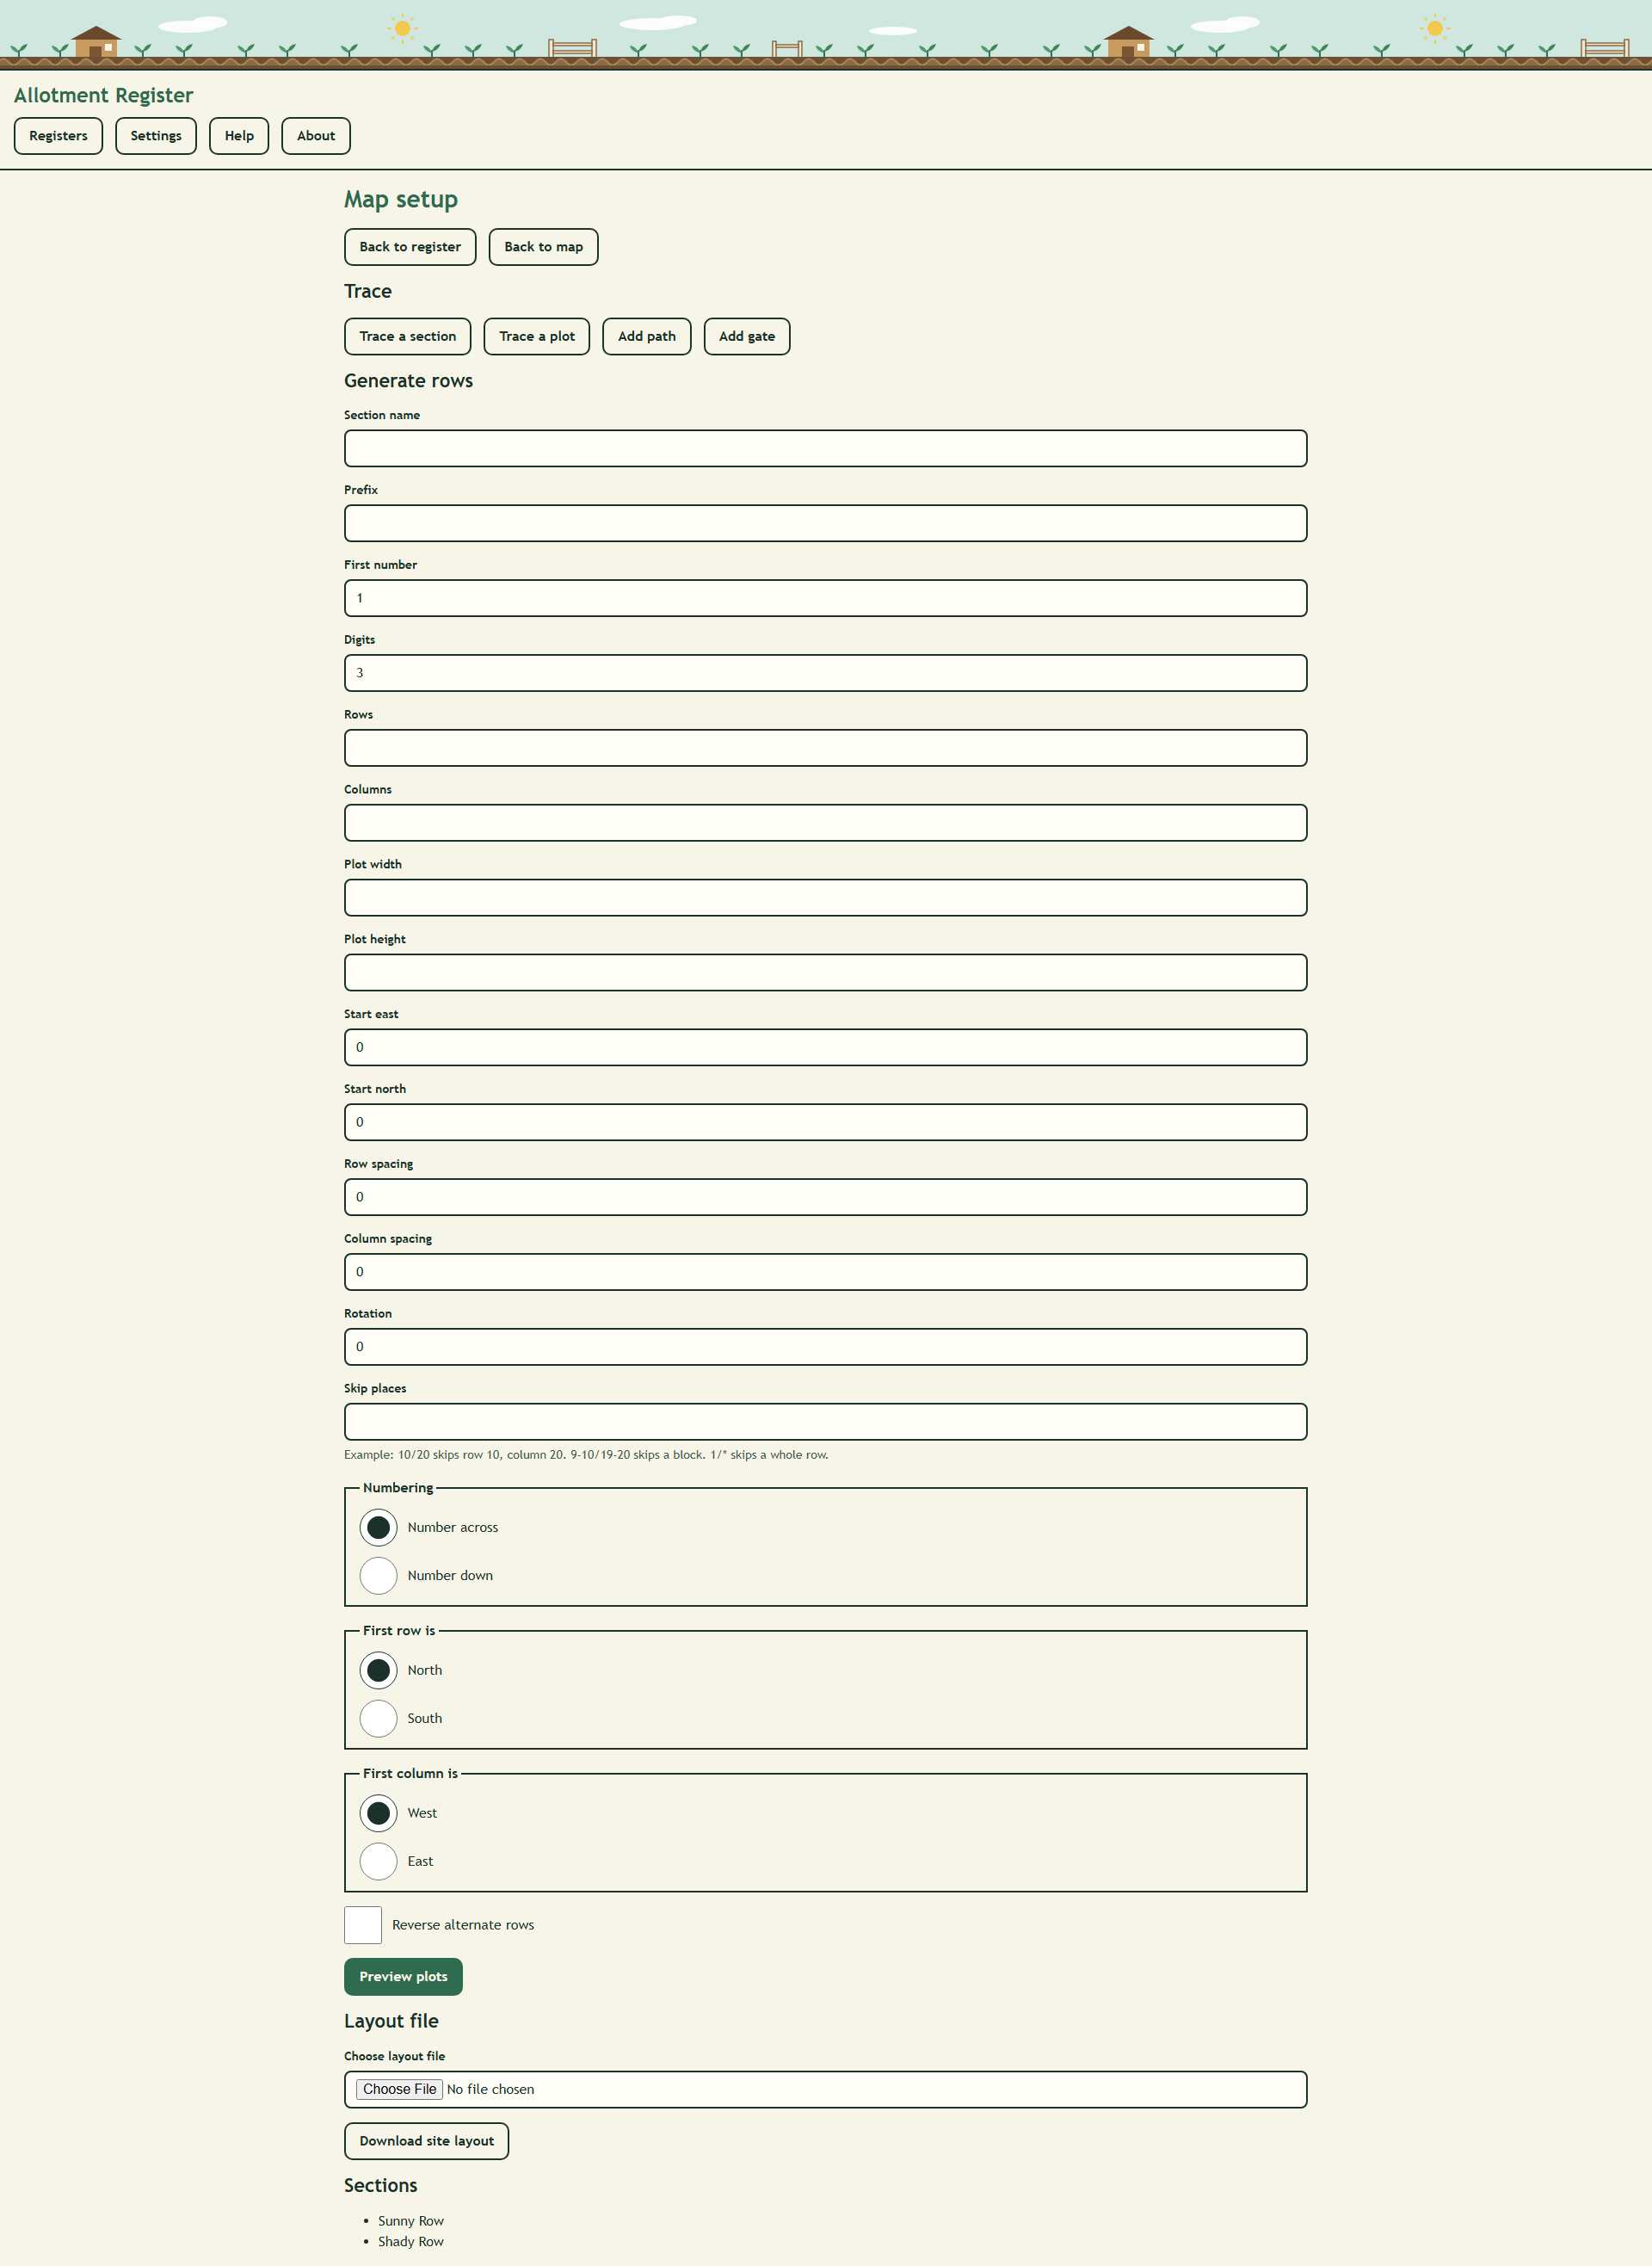 Allotment Register
Registers Settings Help About
Map setup
Back to register Back to map
Trace
Trace a section Trace a plot Add path Add gate
Generate rows
Section name
Prefix
First number
1
Digits
3
Rows
Columns
Plot width
Plot height
Start east
0
Start north
0
Row spacing
0
Column spacing
0
Rotation
0
Skip places
Example: 10/20 skips row 10, column 20. 9-10/19-20 skips a block. 1/* skips a whole row.
Numbering
Number across
Number down
First row is
North
South
First column is
West
East
Reverse alternate rows
Preview plots
Layout file
Choose layout file
Choose File No file chosen
Download site layout
Sections
• Sunny Row
• Shady Row